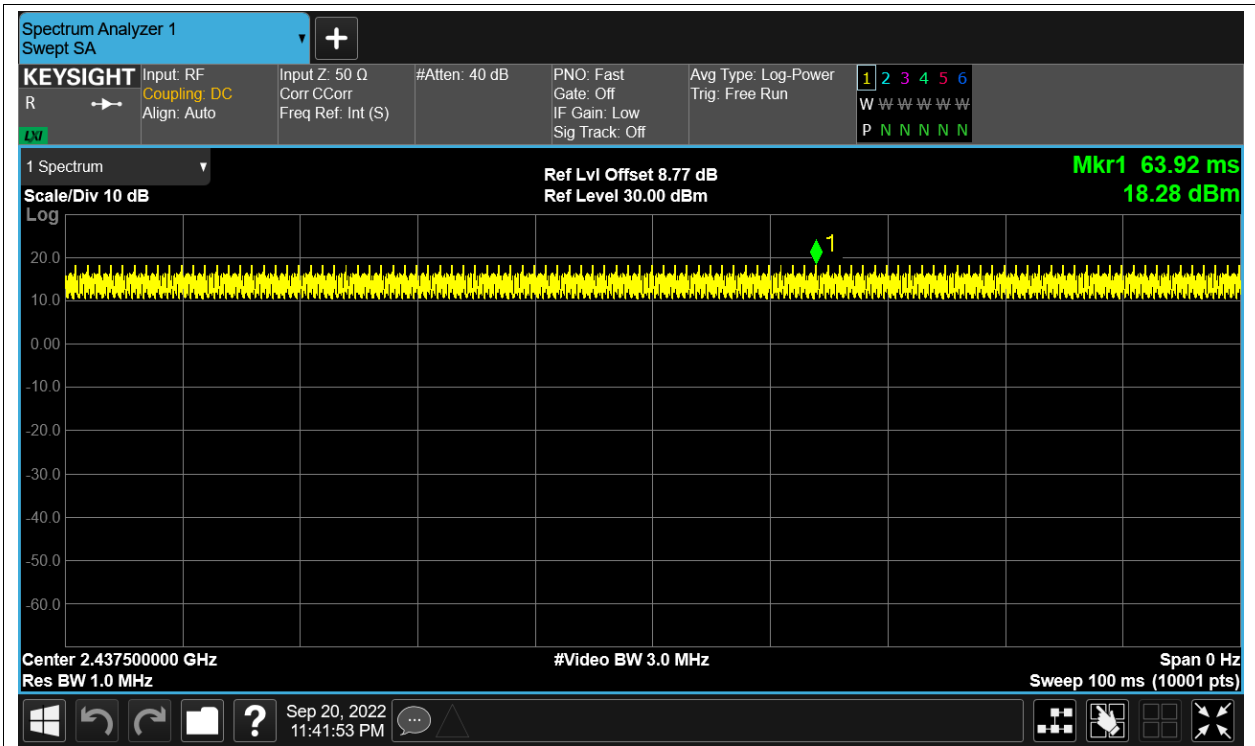 Spectrum Analyzer 1
Swept SA
▼
+
KEYSIGHT Input: RF Input Z: 50 Ω #Atten: 40 dB PNO: Fast Avg Type: Log-Power 1 2 3 4 5 6
R Coupling: DC Corr CCorr Gate: Off Trig: Free Run W W W W W W W
Align: Auto Freq Ref: Int (S) IF Gain: Low P N N N N N
LXI Sig Track: Off
1 Spectrum ▼
Ref Lvl Offset 8.77 dB Mkr1 63.92 ms
Scale/Div 10 dB Ref Level 30.00 dBm 18.28 dBm
Log
1
20.0
10.0
0.00
-10.0
-20.0
-30.0
-40.0
-50.0
-60.0
Center 2.437500000 GHz #Video BW 3.0 MHz Span 0 Hz
Res BW 1.0 MHz Sweep 100 ms (10001 pts)
? Sep 20, 2022
11:41:53 PM